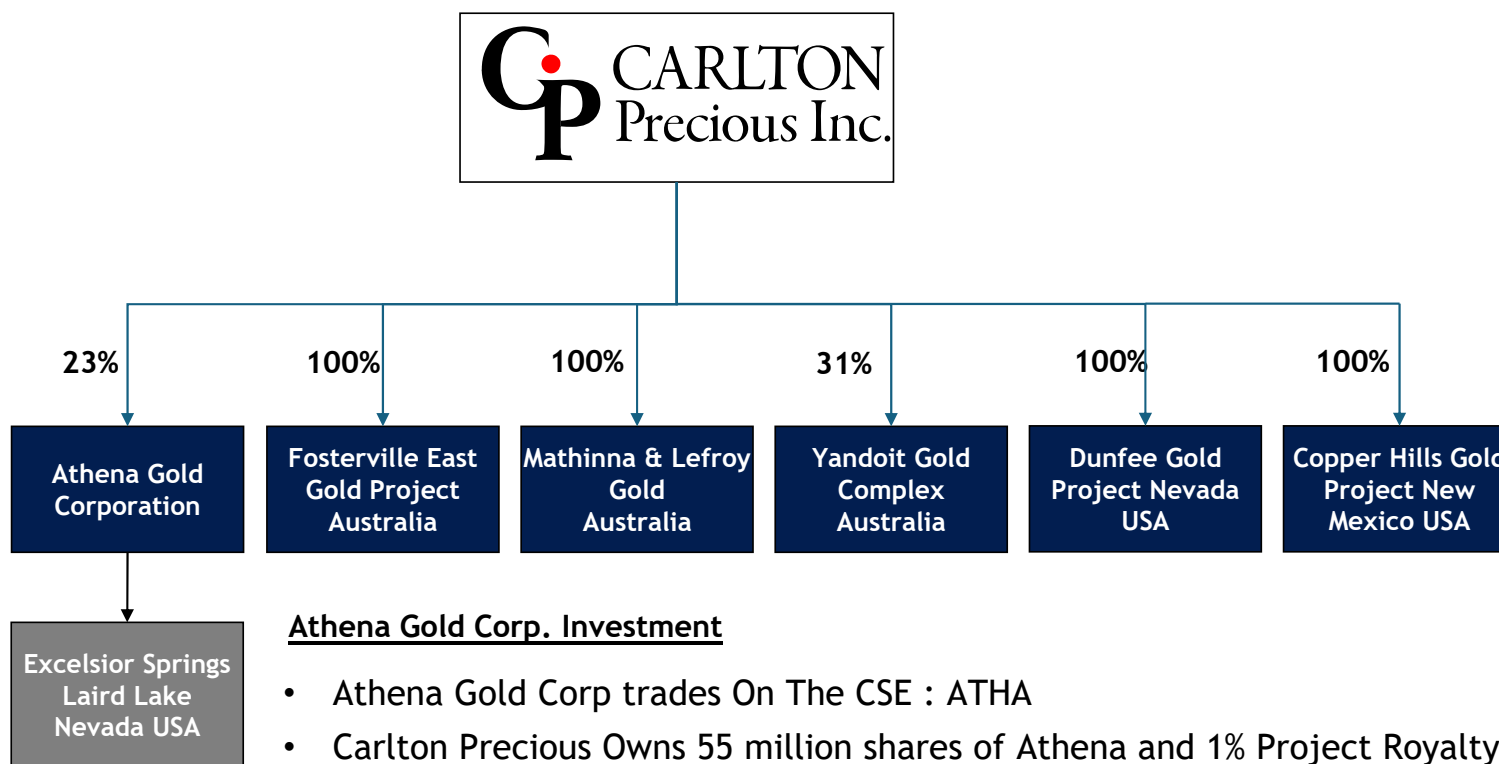 CP CARLTON
Precious Inc.
23%
100%
100%
31%
100%
100%
Athena Gold
Corporation
Fosterville East
Gold Project
Australia
Mathinna & Lefroy
Gold
Australia
Yandoit Gold
Complex
Australia
Dunfee Gold
Project Nevada
USA
Copper Hills Gold
Project New
Mexico USA
Excelsior Springs
Laird Lake
Nevada USA
Athena Gold Corp. Investment
• Athena Gold Corp trades On The CSE : ATHA
• Carlton Precious Owns 55 million shares of Athena and 1% Project Royalty